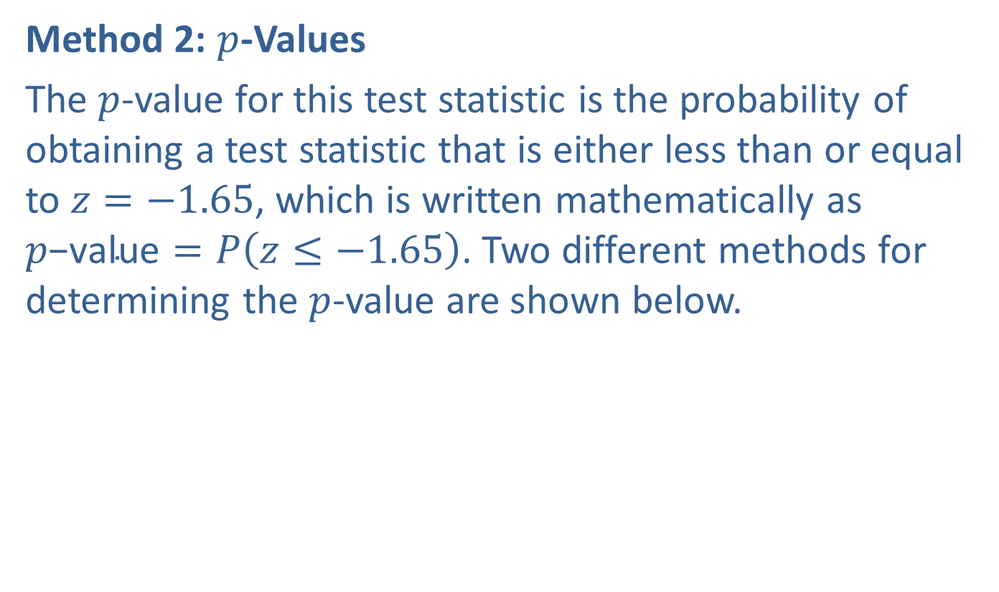 Method 2: p-Values
The p-value for this test statistic is the probability of
obtaining a test statistic that is either less than or equal
to z = −1.65, which is written mathematically as
p−value = P(z ≤ −1.65). Two different methods for
determining the p-value are shown below.